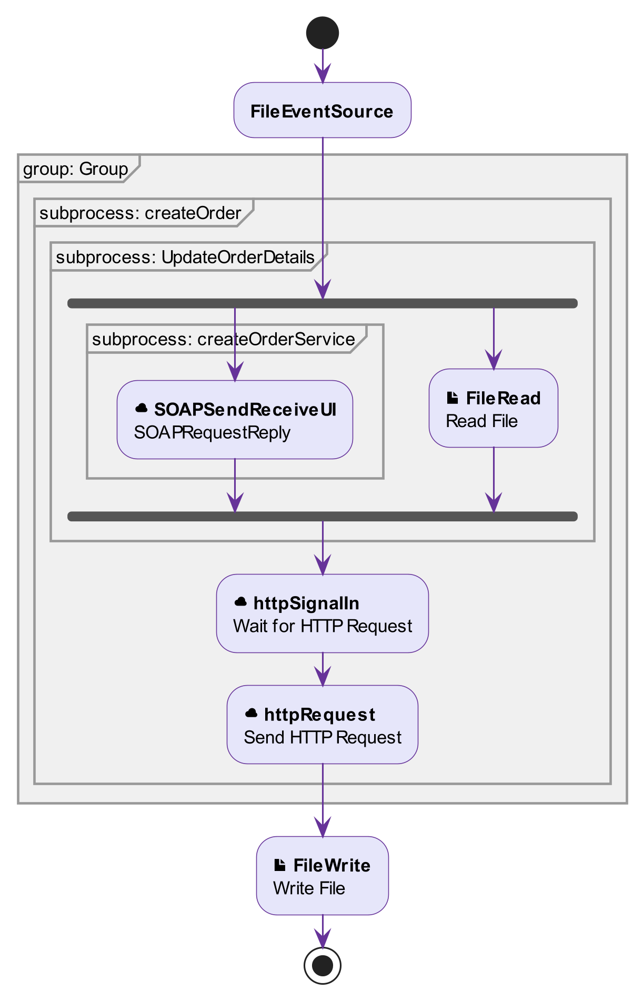 FileEventSource
group: Group
subprocess: createOrder
subprocess: UpdateOrderDetails
subprocess: createOrderService
SOAPSendReceiveUI
SOAPRequestReply
FileRead
Read File
httpSignalIn
Wait for HTTP Request
httpRequest
Send HTTP Request
FileWrite
Write File